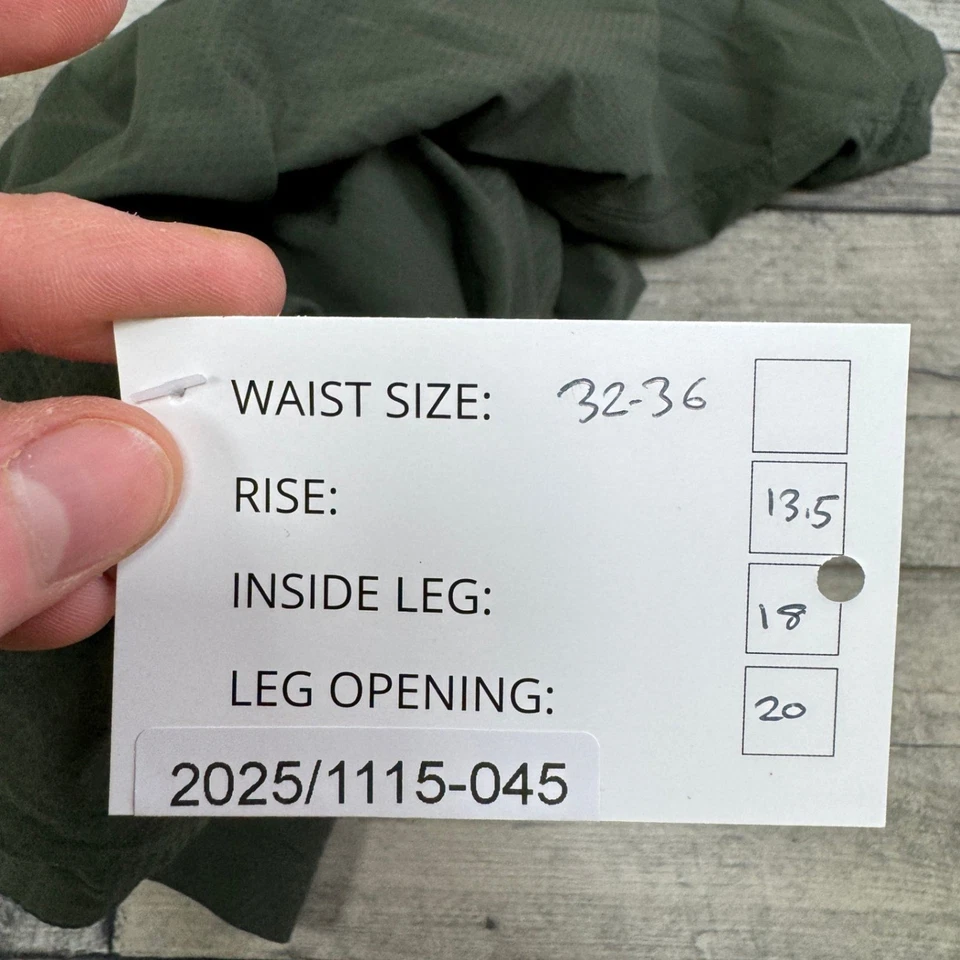 WAIST SIZE: 32-36
RISE: 13.5
INSIDE LEG: 18
LEG OPENING: 20
2025/1115-045